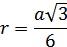 r = a√3/6